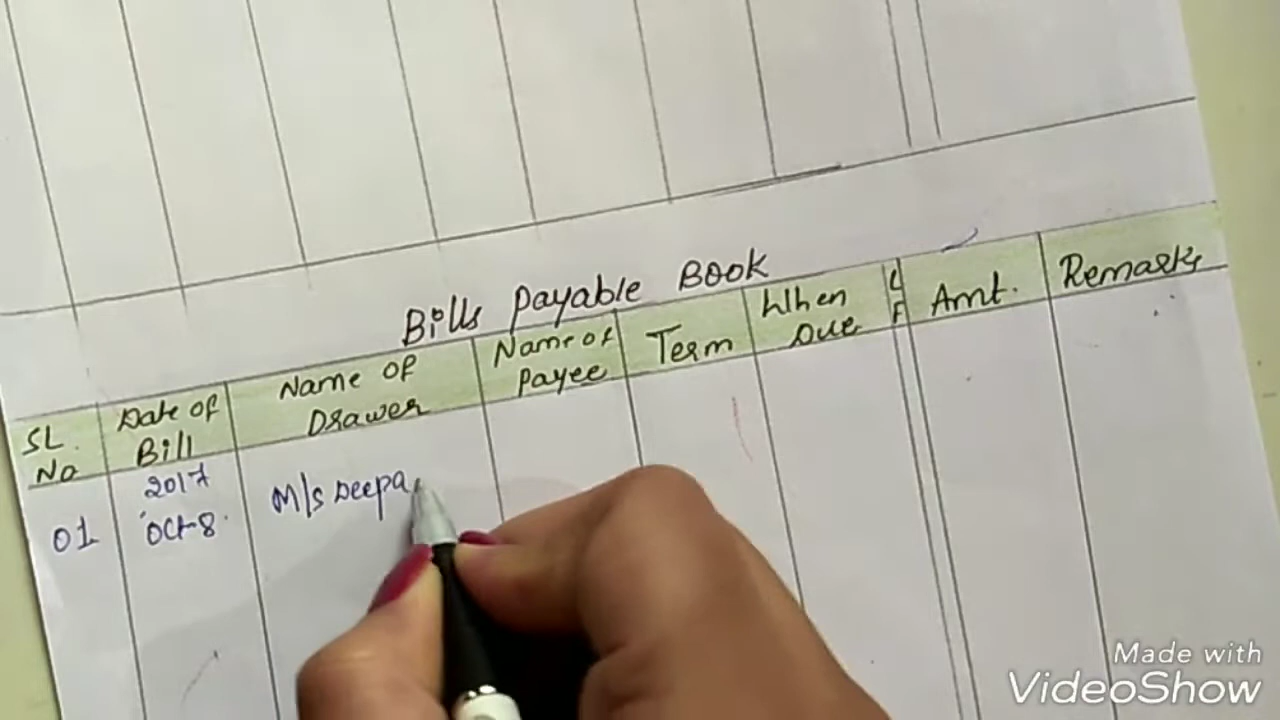 Bills Payable Book
SL No
Date of Bill
Name of Drawer
Name of Payee
Term
When Due
L F
Amt.
Remarks
01
2017 Oct-8
M/s Deepa
Made with
VideoShow